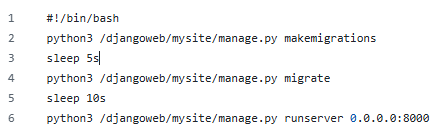 1 #!/bin/bash
2 python3 /djangoweb/mysite/manage.py makemigrations
3 sleep 5s
4 python3 /djangoweb/mysite/manage.py migrate
5 sleep 10s
6 python3 /djangoweb/mysite/manage.py runserver 0.0.0.0:8000